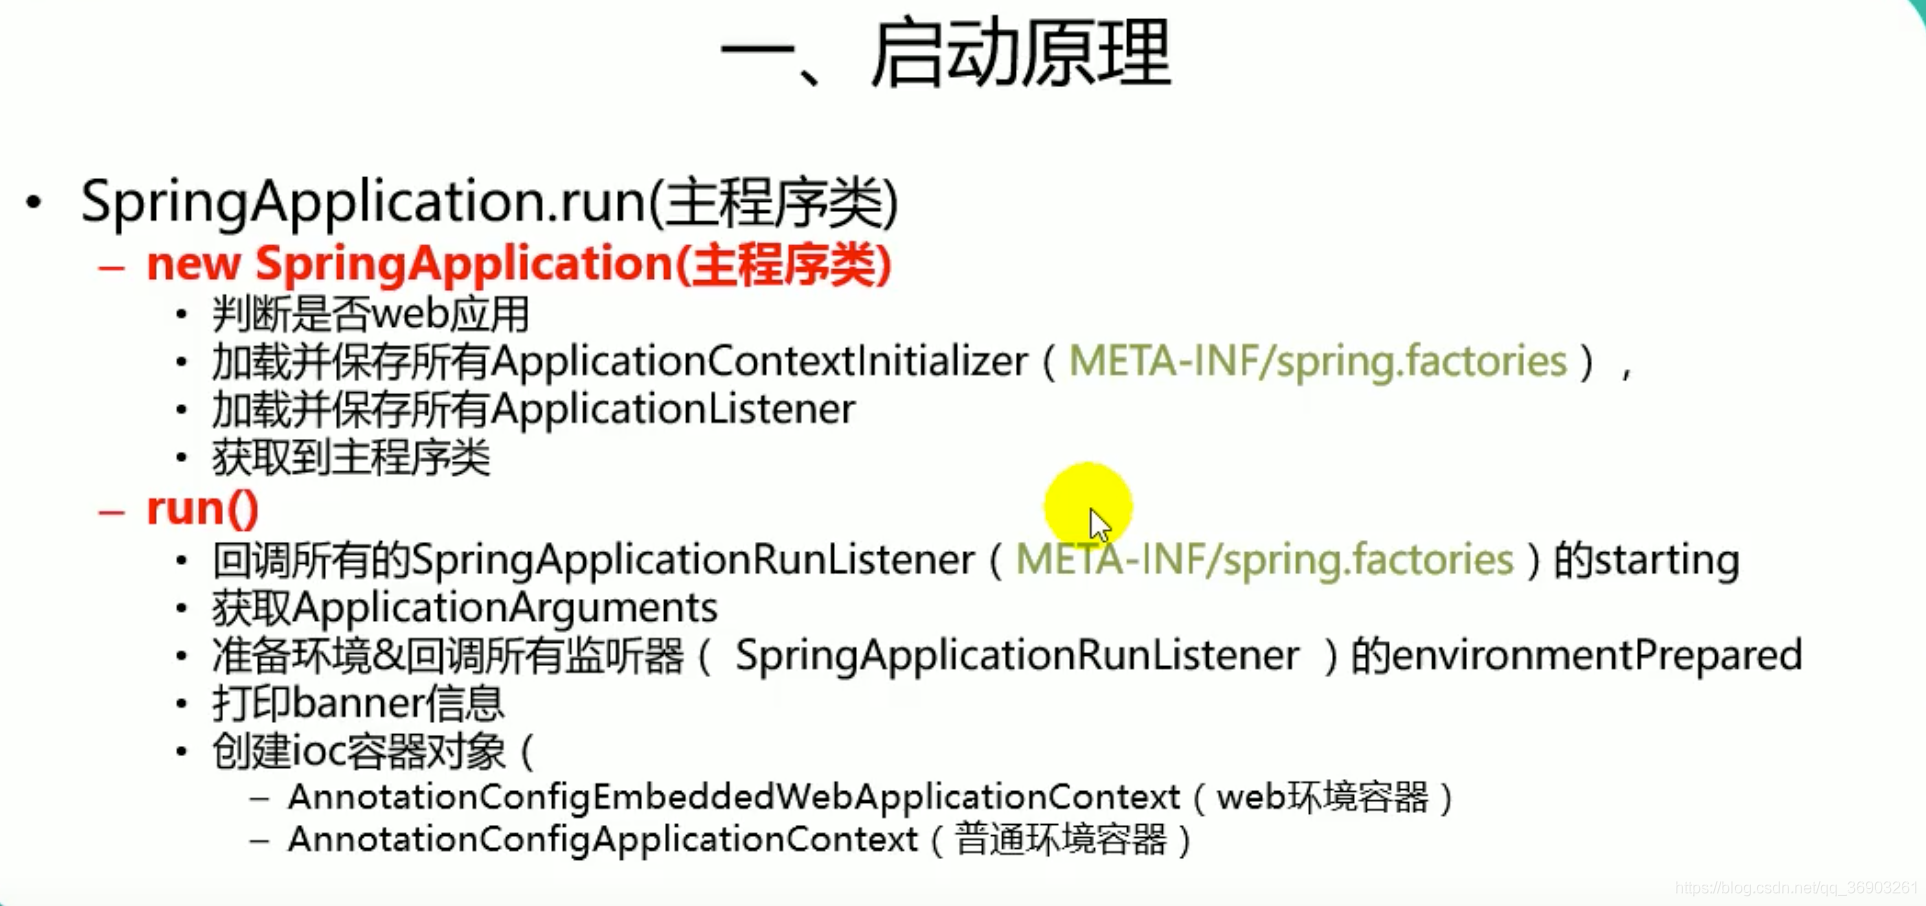 一、启动原理
• SpringApplication.run(主程序类)
– new SpringApplication(主程序类)
• 判断是否web应用
• 加载并保存所有ApplicationContextInitializer（META-INF/spring.factories），
• 加载并保存所有ApplicationListener
• 获取到主程序类
– run()
• 回调所有的SpringApplicationRunListener（META-INF/spring.factories）的starting
• 获取ApplicationArguments
• 准备环境&回调所有监听器（ SpringApplicationRunListener ）的environmentPrepared
• 打印banner信息
• 创建ioc容器对象（
– AnnotationConfigEmbeddedWebApplicationContext（web环境容器）
– AnnotationConfigApplicationContext（普通环境容器）
https://blog.csdn.net/qq_36903261